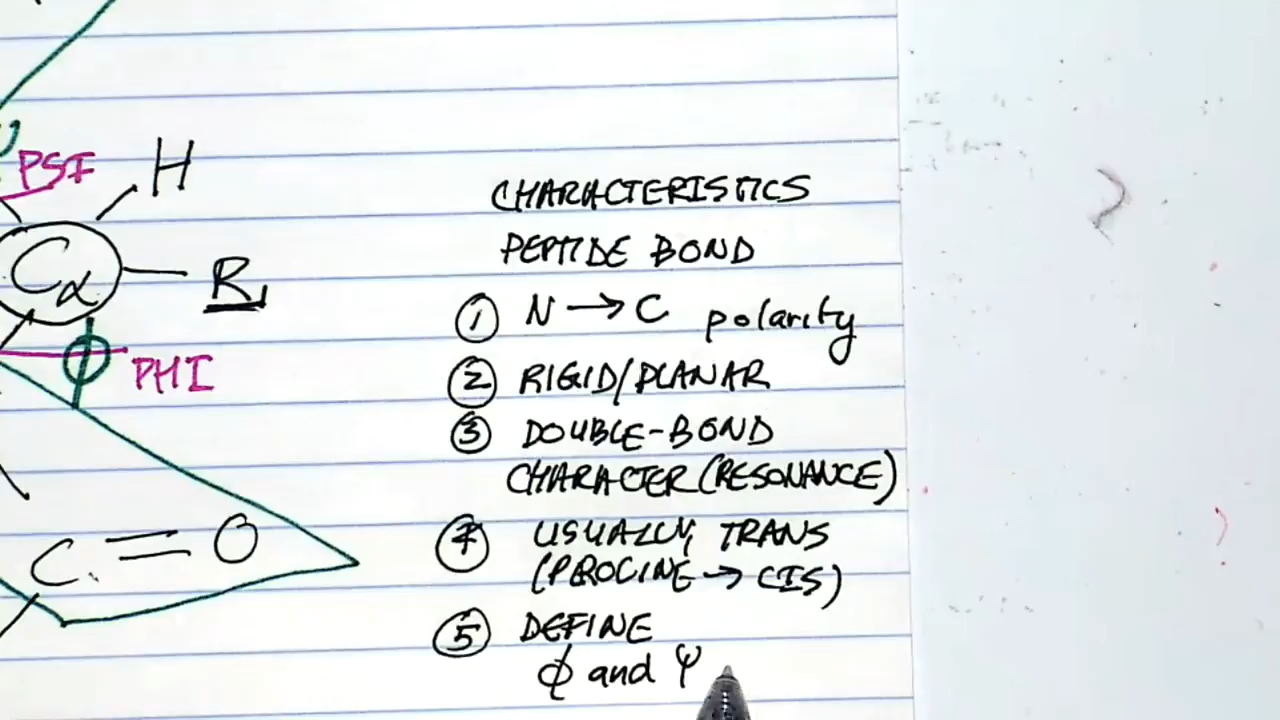 PSI
H
Cα
R1
Φ
PHI
C = O
CHARACTERISTICS
PEPTIDE BOND
① N → C polarity
② RIGID/PLANAR
③ DOUBLE-BOND
CHARACTER (RESONANCE)
④ USUALLY TRANS
(PROLINE → CIS)
⑤ DEFINE
ϕ and Ψ